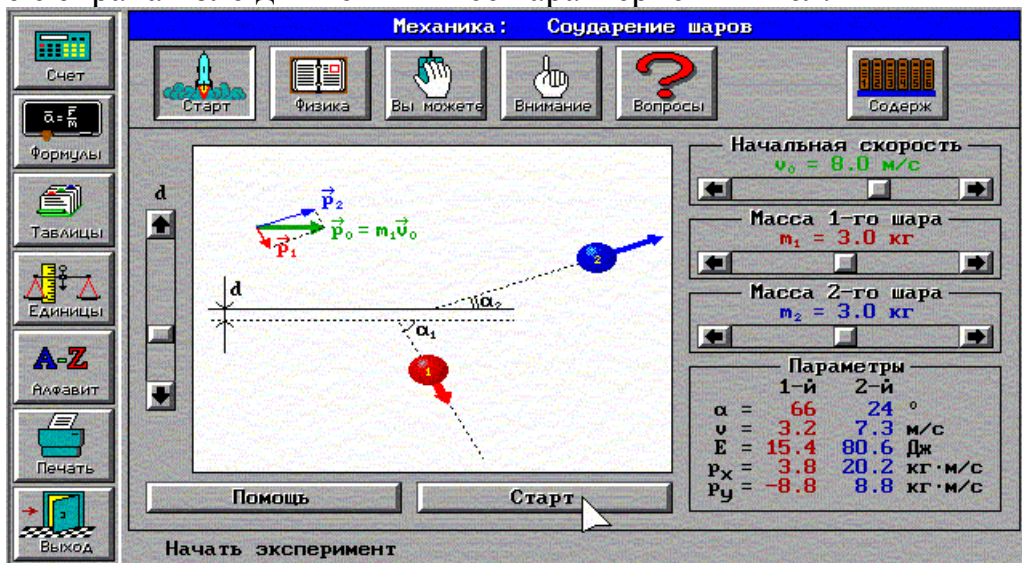 Механика: Соударение шаров
Счет
Формулы
ā = F̄/m
Таблицы
Единицы
A-Z
Алфавит
Печать
Выход
Старт
Физика
Вы можете
Внимание
Вопросы
Содерж
d
p₂
p₀ = m₁v₀
p₁
d
α₂
2
α₁
1
Начальная скорость
v₀ = 8.0 м/с
Масса 1-го шара
m₁ = 3.0 кг
Масса 2-го шара
m₂ = 3.0 кг
Параметры
1-й 2-й
α = 66 24 °
v = 3.2 7.3 м/с
E = 15.4 80.6 Дж
pₓ = 3.8 20.2 кг·м/с
py = -8.8 8.8 кг·м/с
Помощь
Старт
Начать эксперимент